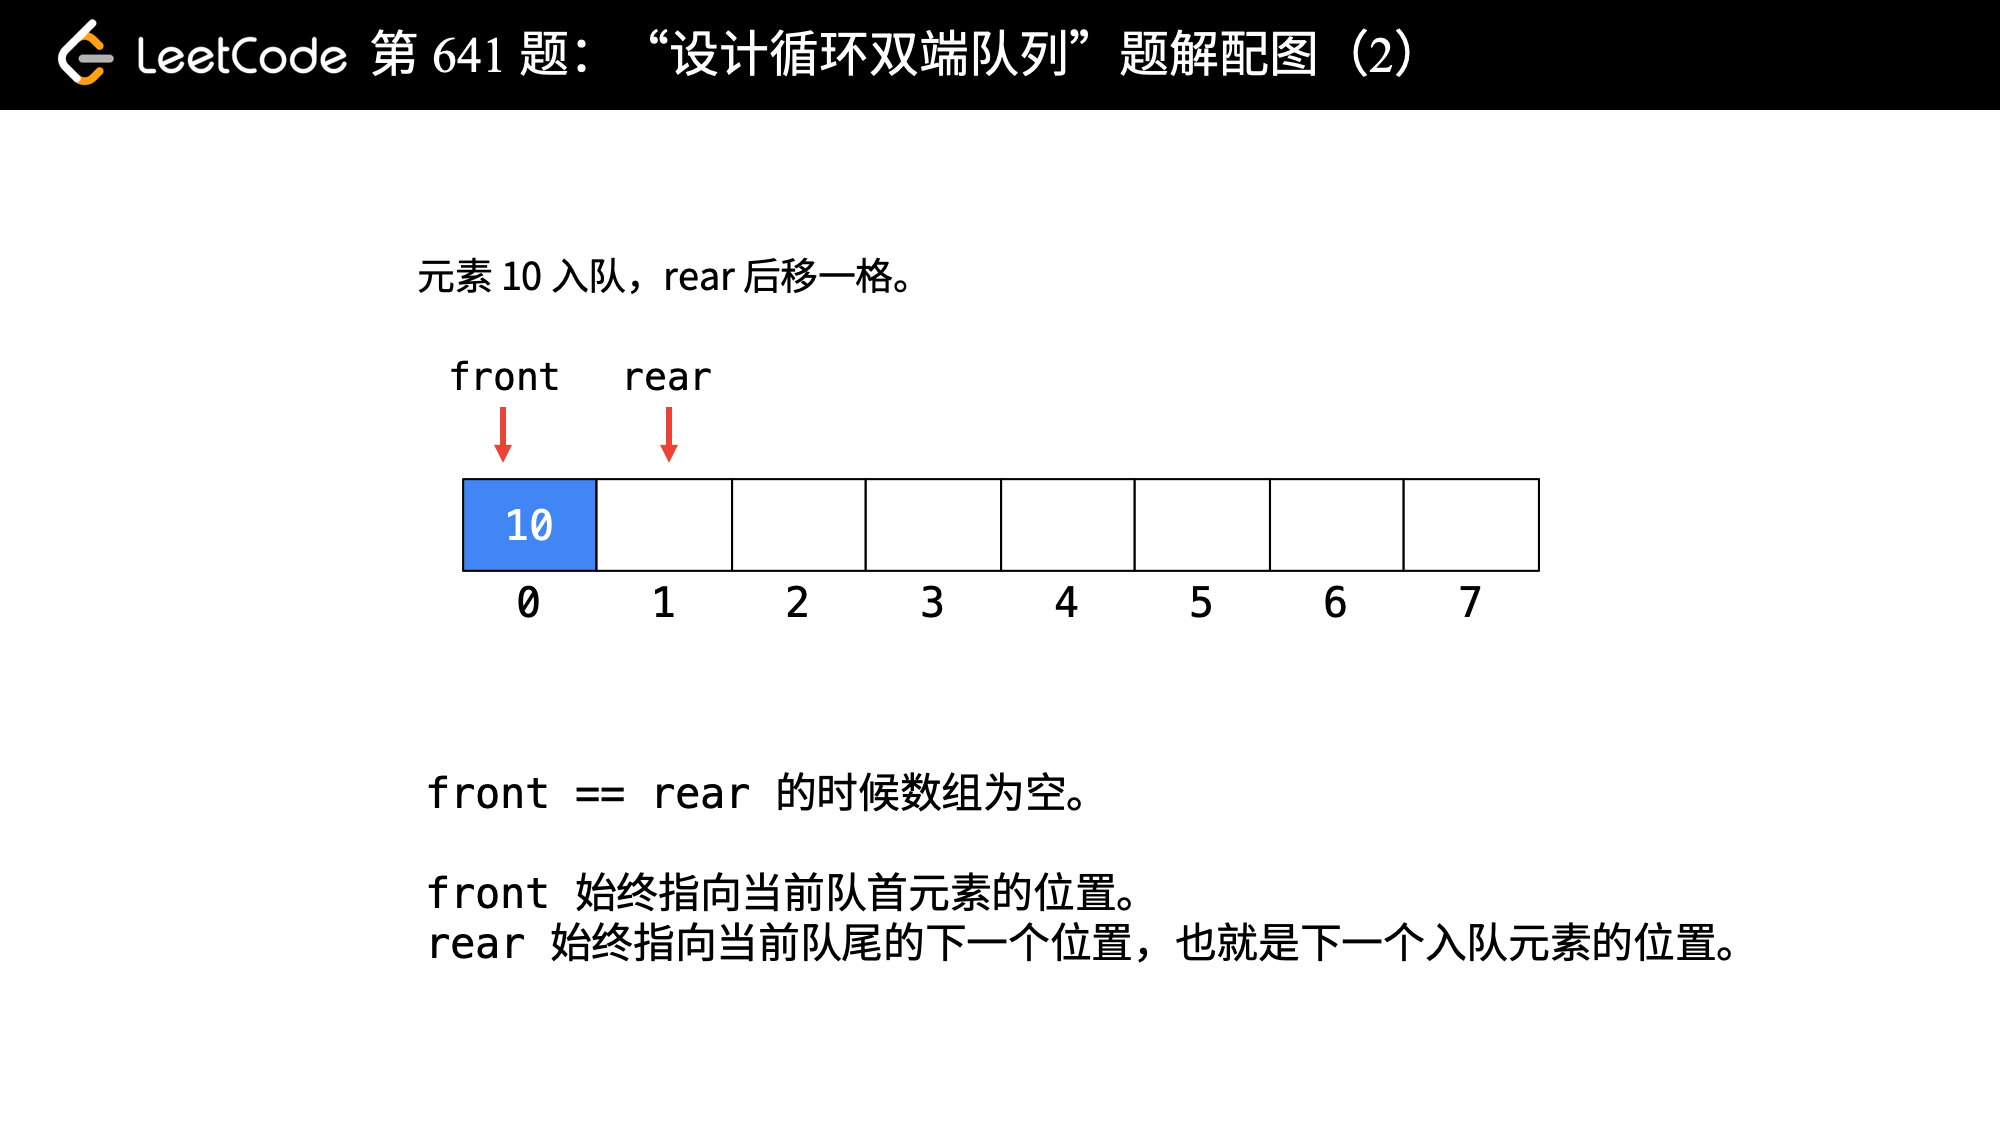 LeetCode 第 641 题：“设计循环双端队列”题解配图（2）
元素 10 入队，rear 后移一格。
front rear
10
0 1 2 3 4 5 6 7
front == rear 的时候数组为空。
front 始终指向当前队首元素的位置。
rear 始终指向当前队尾的下一个位置，也就是下一个入队元素的位置。